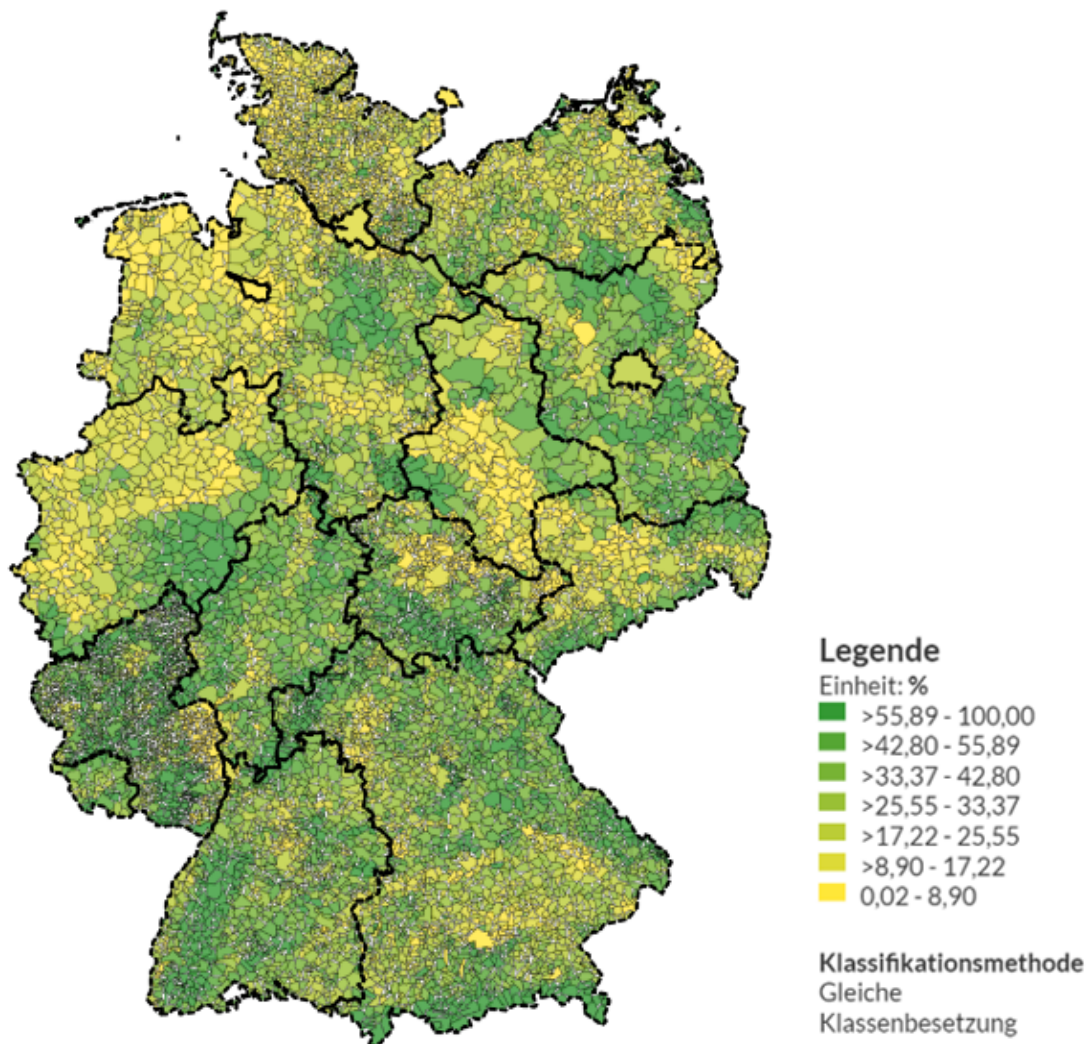 Legende
Einheit: %
>55,89 - 100,00
>42,80 - 55,89
>33,37 - 42,80
>25,55 - 33,37
>17,22 - 25,55
>8,90 - 17,22
0,02 - 8,90
Klassifikationsmethode
Gleiche
Klassenbesetzung